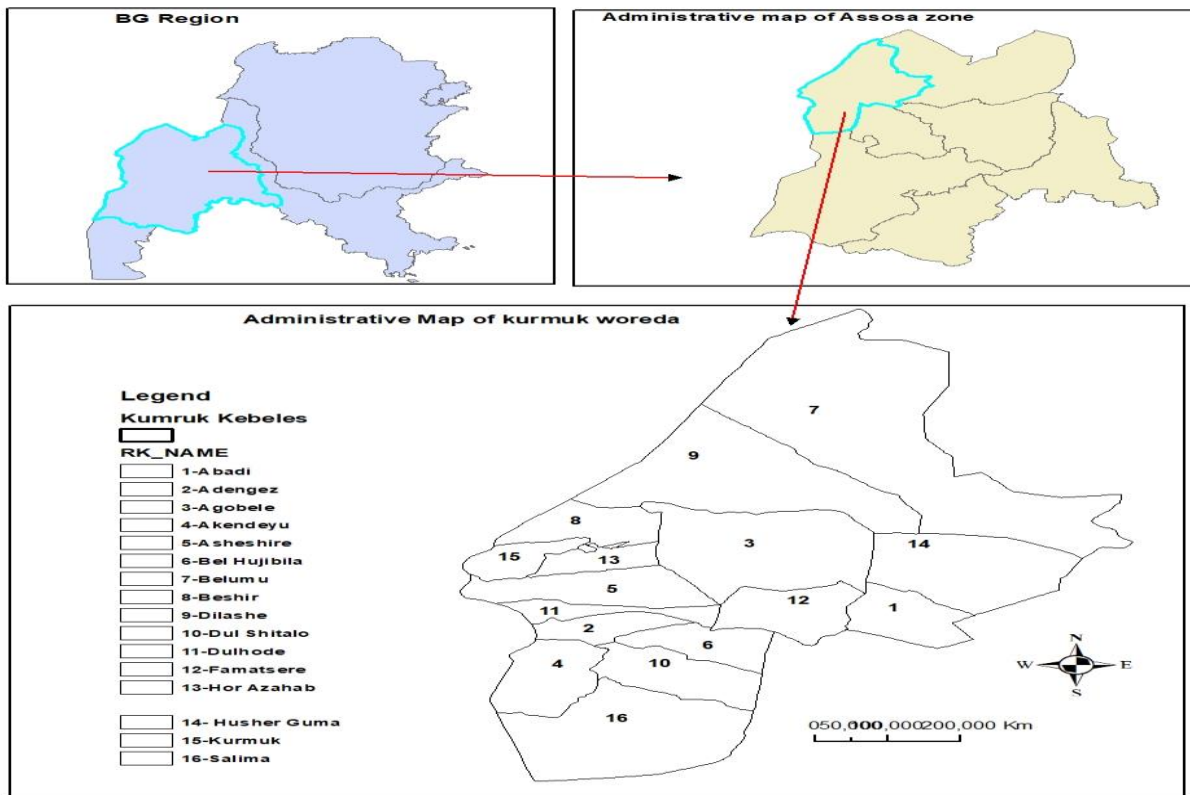 BG Region
Administrative map of Assosa zone
Administrative Map of kurmuk woreda
Legend
Kumruk Kebeles
RK_NAME
1-Abadi
2-Adengez
3-Agobele
4-Akendeyu
5-Asheshire
6-Bel Hujibila
7-Belumu
8-Beshir
9-Dilashe
10-Dul Shitalo
11-Dulhode
12-Famatsere
13-Hor Azahab
14- Husher Guma
15-Kurmuk
16-Salima
7
9
8
3
14
15
13
5
12
1
11
2
6
4
10
16
N
W
E
S
200,000 Km